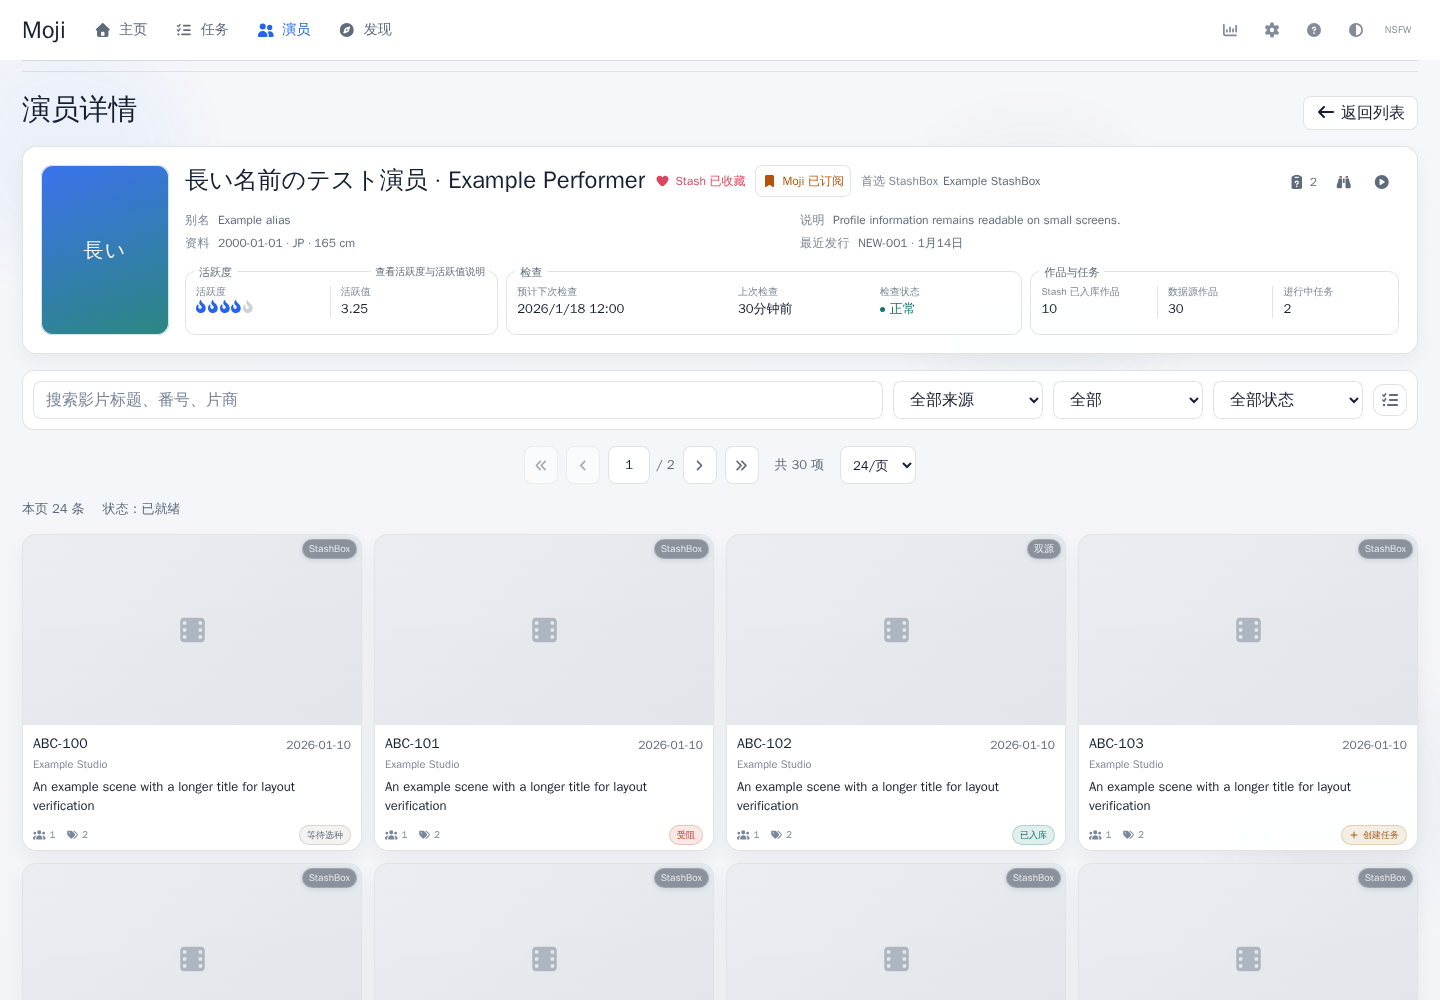 Moji 主页 任务 演员 发现 NSFW
演员详情
返回列表
長い
長い名前のテスト演员 · Example Performer Stash 已收藏 Moji 已订阅 首选 StashBox Example StashBox 2
别名 Example alias 说明 Profile information remains readable on small screens.
资料 2000-01-01 · JP · 165 cm 最近发行 NEW-001 · 1月14日
活跃度 查看活跃度与活跃值说明 检查 作品与任务
活跃度 活跃值 预计下次检查 上次检查 检查状态 Stash 已入库作品 数据源作品 进行中任务
3.25 2026/1/18 12:00 30分钟前 正常 10 30 2
搜索影片标题、番号、片商 全部来源 全部 全部状态
1 / 2 共 30 项 24/页
本页 24 条 状态：已就绪
StashBox StashBox 双源 StashBox
ABC-100 2026-01-10 ABC-101 2026-01-10 ABC-102 2026-01-10 ABC-103 2026-01-10
Example Studio Example Studio Example Studio Example Studio
An example scene with a longer title for layout An example scene with a longer title for layout An example scene with a longer title for layout An example scene with a longer title for layout
verification verification verification verification
1 2 等待选种 1 2 受阻 1 2 已入库 1 2 创建任务
StashBox StashBox StashBox StashBox